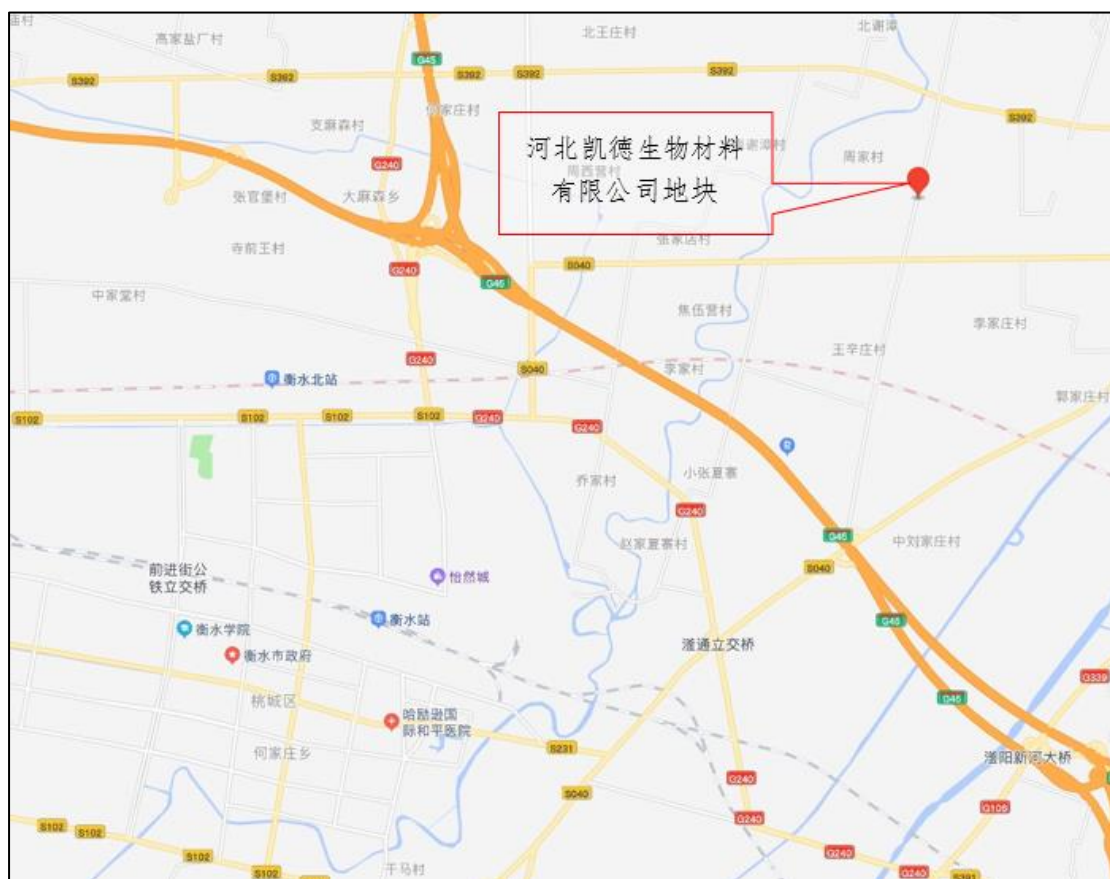 高家盐厂村
北王庄村
北谢漳
G45
S392
S392
S392
S392
S392
S392
支麻森村
G240
河北凯德生物材料
有限公司地块
周西营村
周家村
张官堡村
大麻森乡
寺前王村
张家店村
G240
S040
G45
中家堂村
焦伍营村
李家庄村
王辛庄村
G240
S040
李家村
衡水北站
郭家庄村
S102
S102
S102
S102
G240
G240
乔家村
小张夏寨
G240
G45
赵家夏寨村
中刘家庄村
S040
前进街公
铁立交桥
怡然城
衡水学院
衡水站
G45
衡水市政府
滏通立交桥
G339
桃城区
G45
哈励逊国
际和平医院
何家庄乡
S231
滏阳新河大桥
G240
S040
G106
G240
G240
S102
S102
S102
G240
G240
S391
干马村